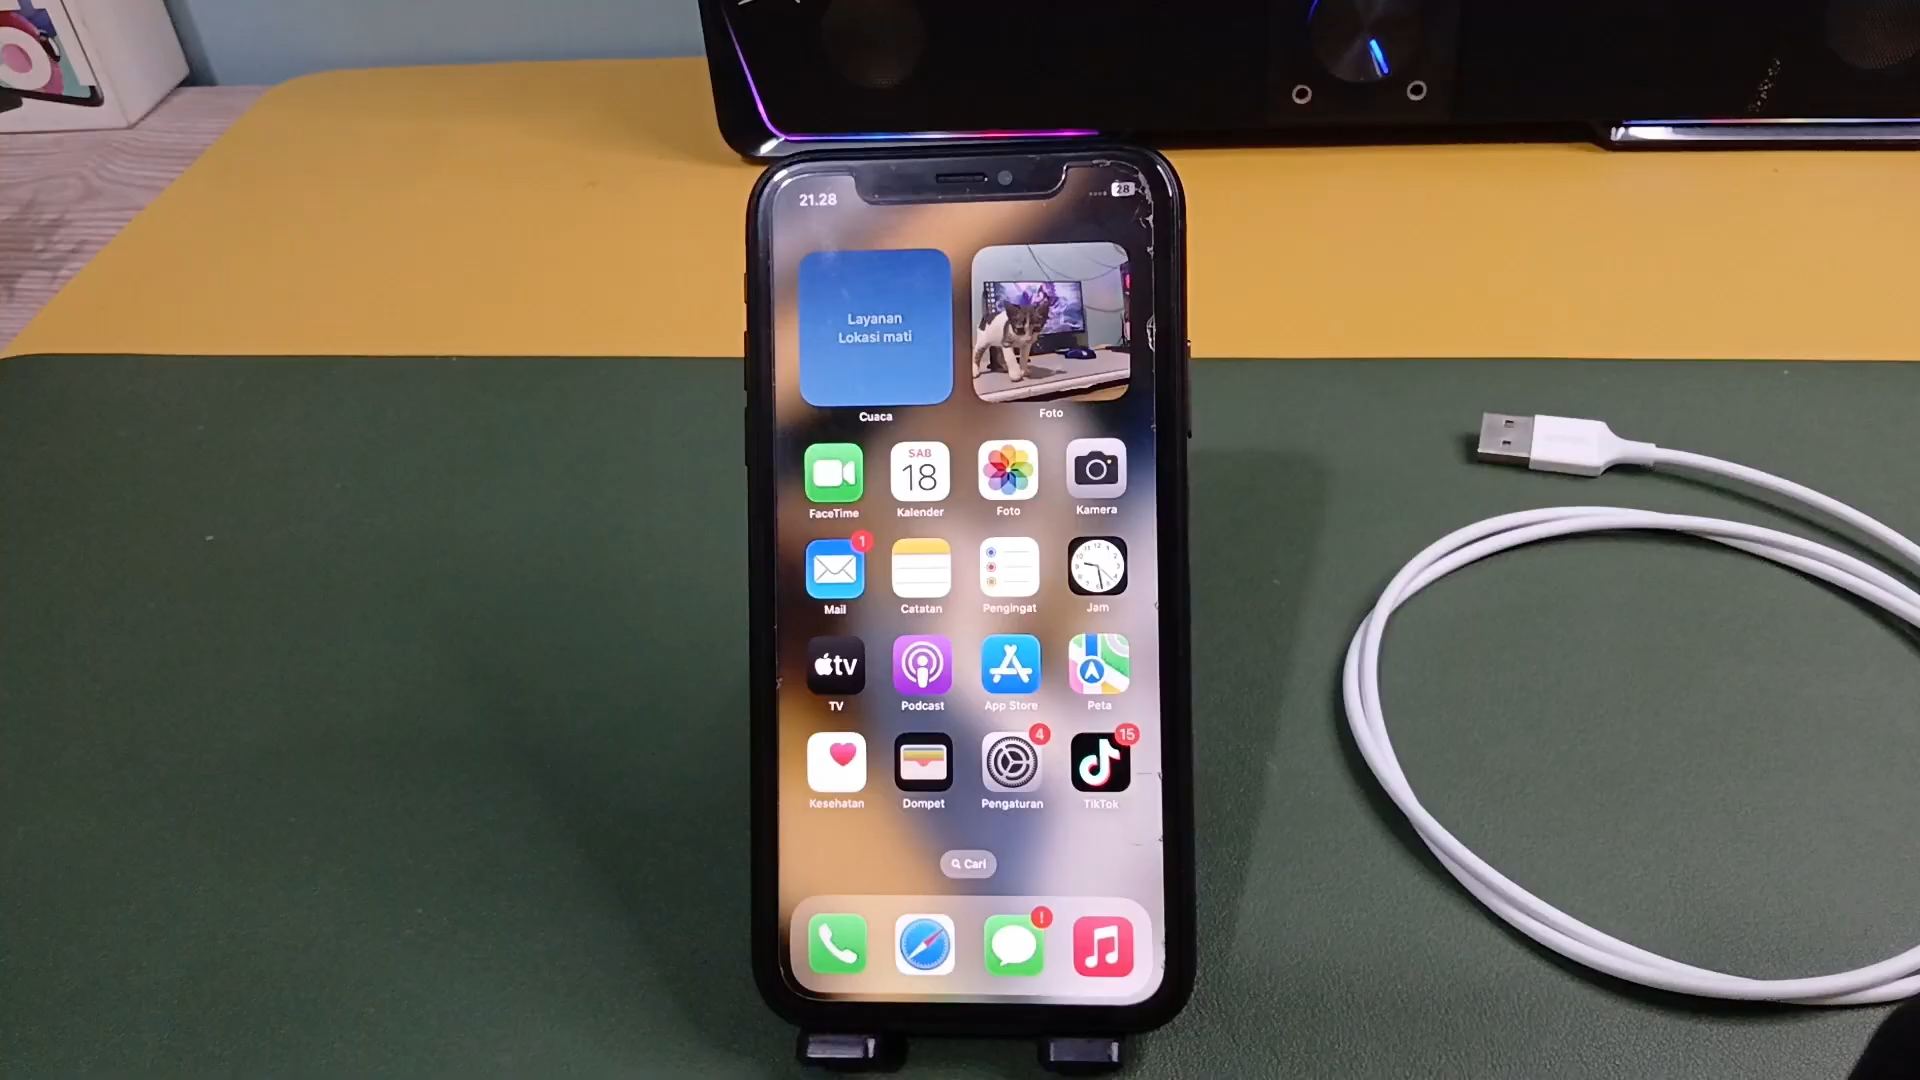 21.28
28
Layanan
Lokasi mati
Cuaca
Foto
SAB
18
FaceTime
Kalender
Foto
Kamera
1
Mail
Catatan
Pengingat
Jam
tv
TV
Podcast
App Store
Peta
4
15
Kesehatan
Dompet
Pengaturan
TikTok
Cari
!